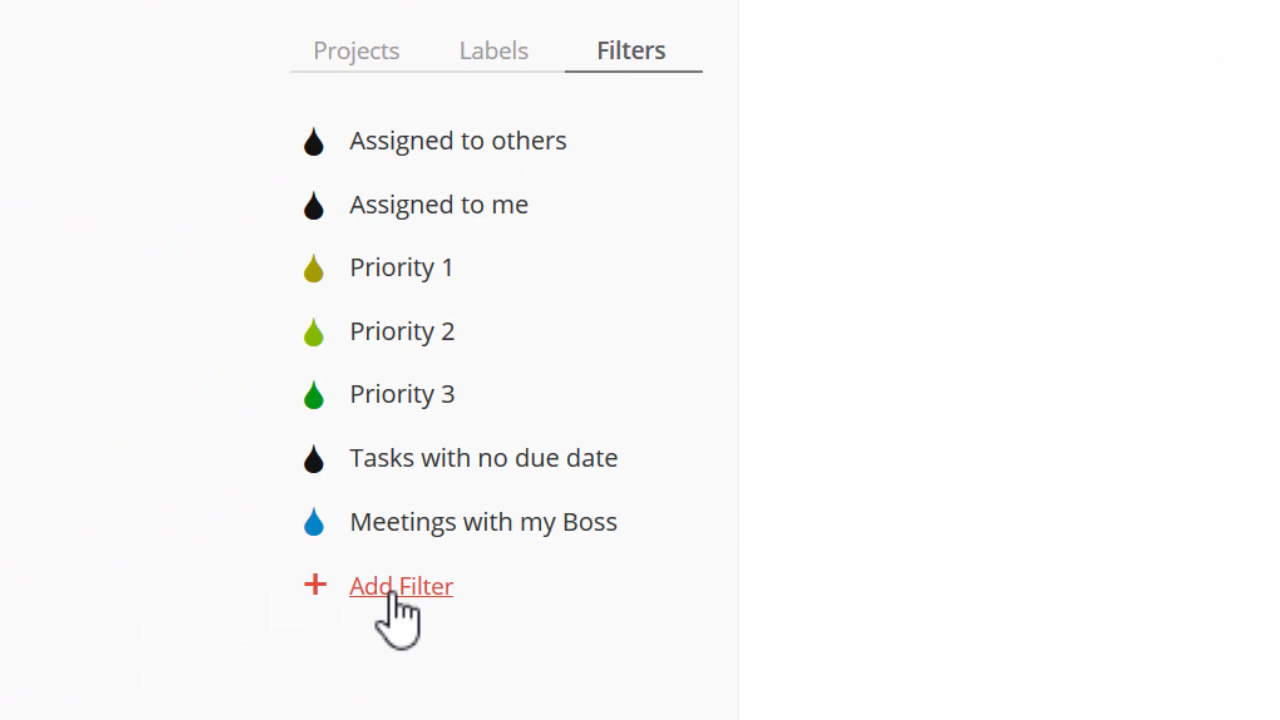 Projects Labels Filters
Assigned to others
Assigned to me
Priority 1
Priority 2
Priority 3
Tasks with no due date
Meetings with my Boss
+ Add Filter